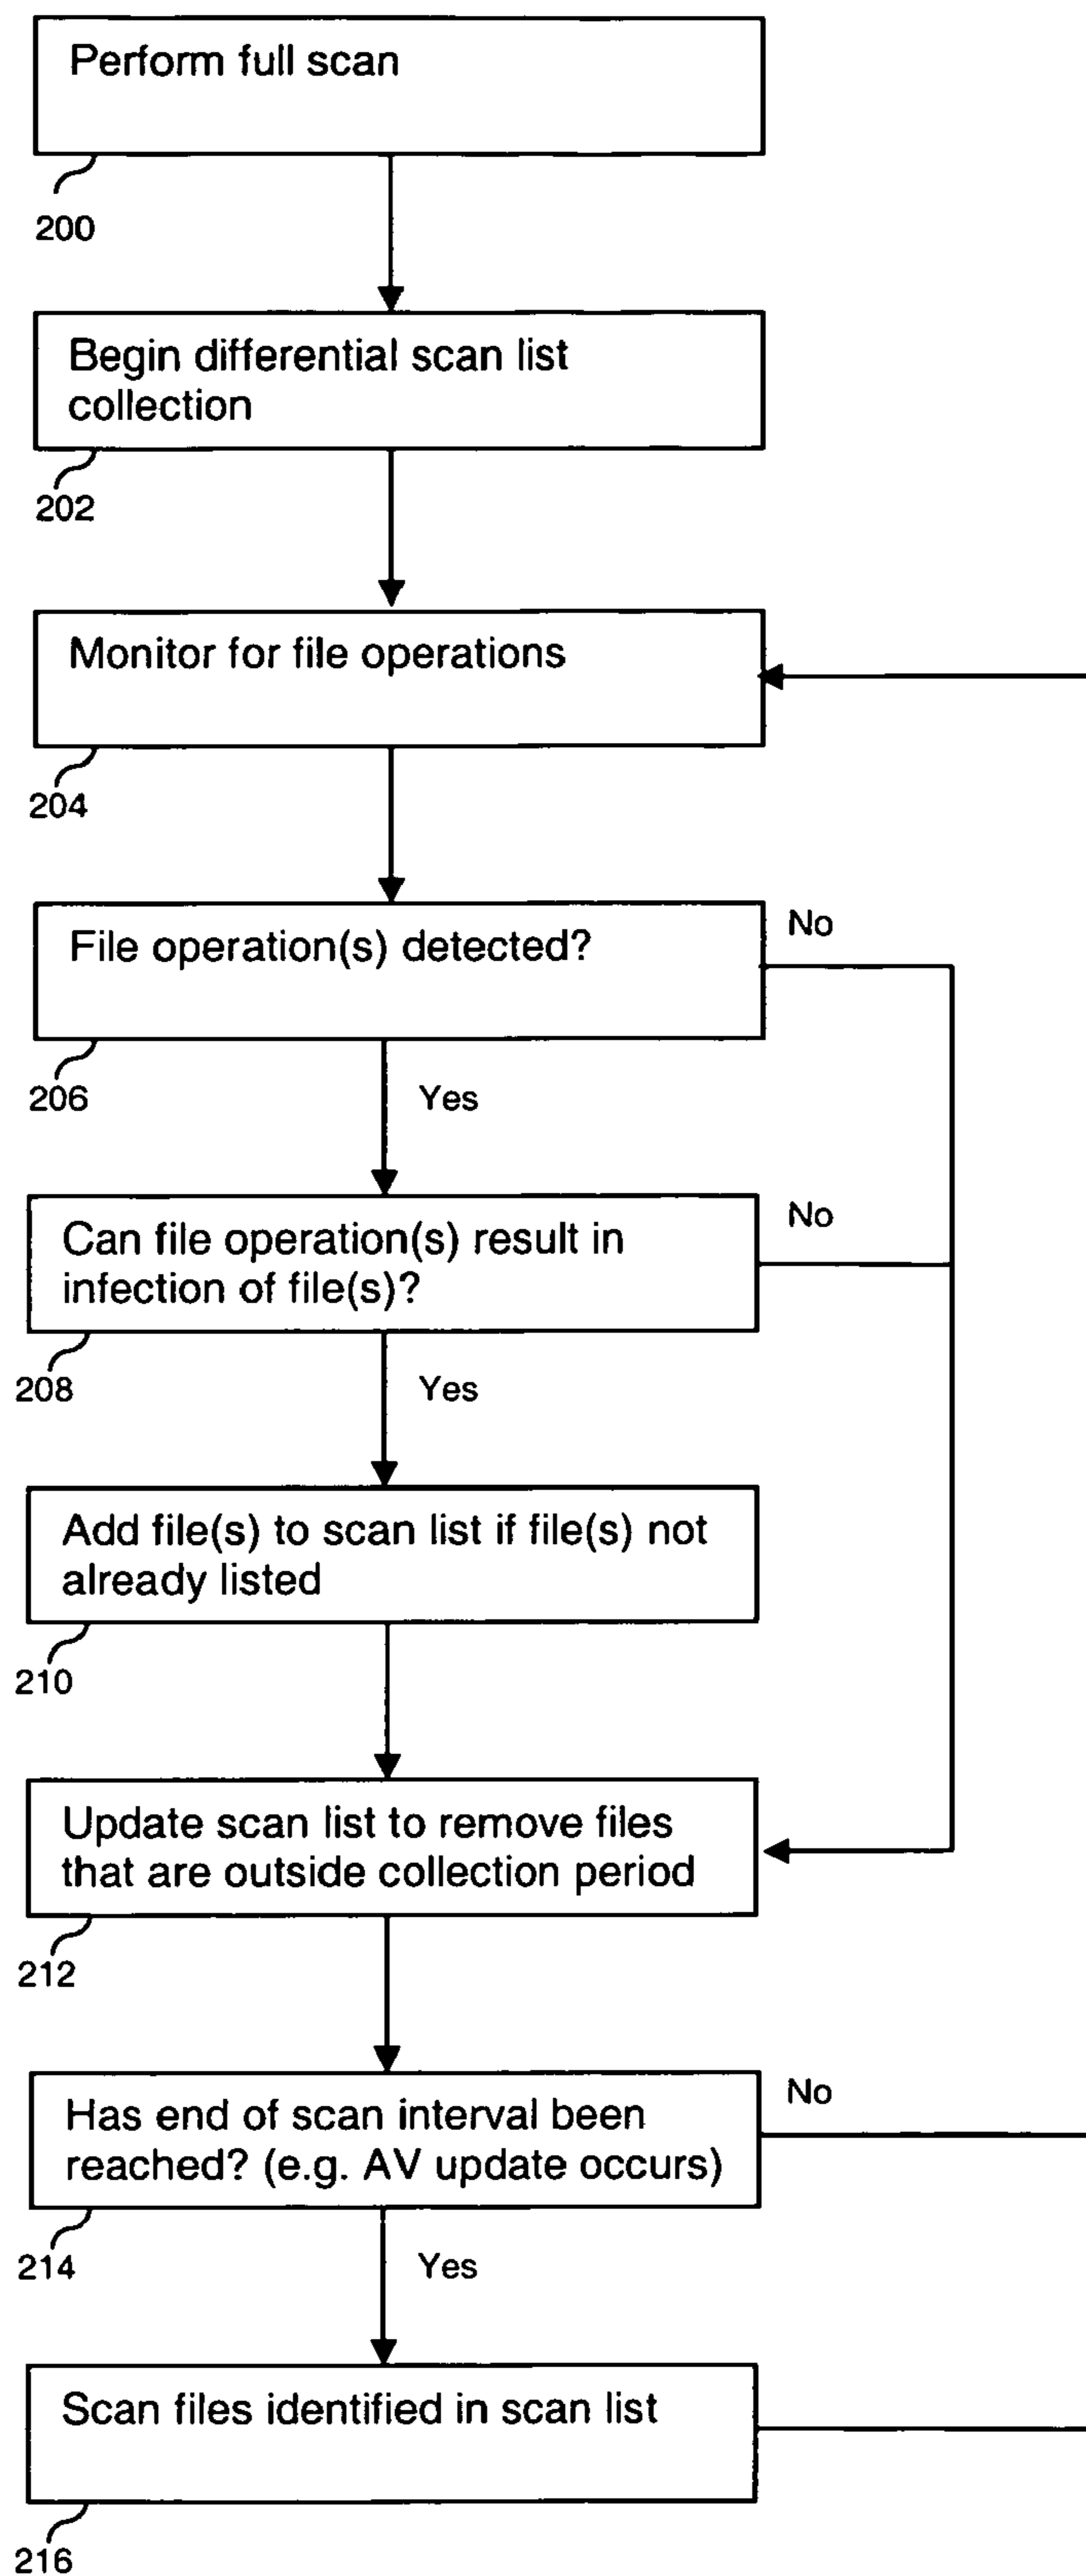 Perform full scan
200
Begin differential scan list
collection
202
Monitor for file operations
204
File operation(s) detected?
No
206
Yes
Can file operation(s) result in
infection of file(s)?
No
208
Yes
Add file(s) to scan list if file(s) not
already listed
210
Update scan list to remove files
that are outside collection period
212
Has end of scan interval been
reached? (e.g. AV update occurs)
No
214
Yes
Scan files identified in scan list
216